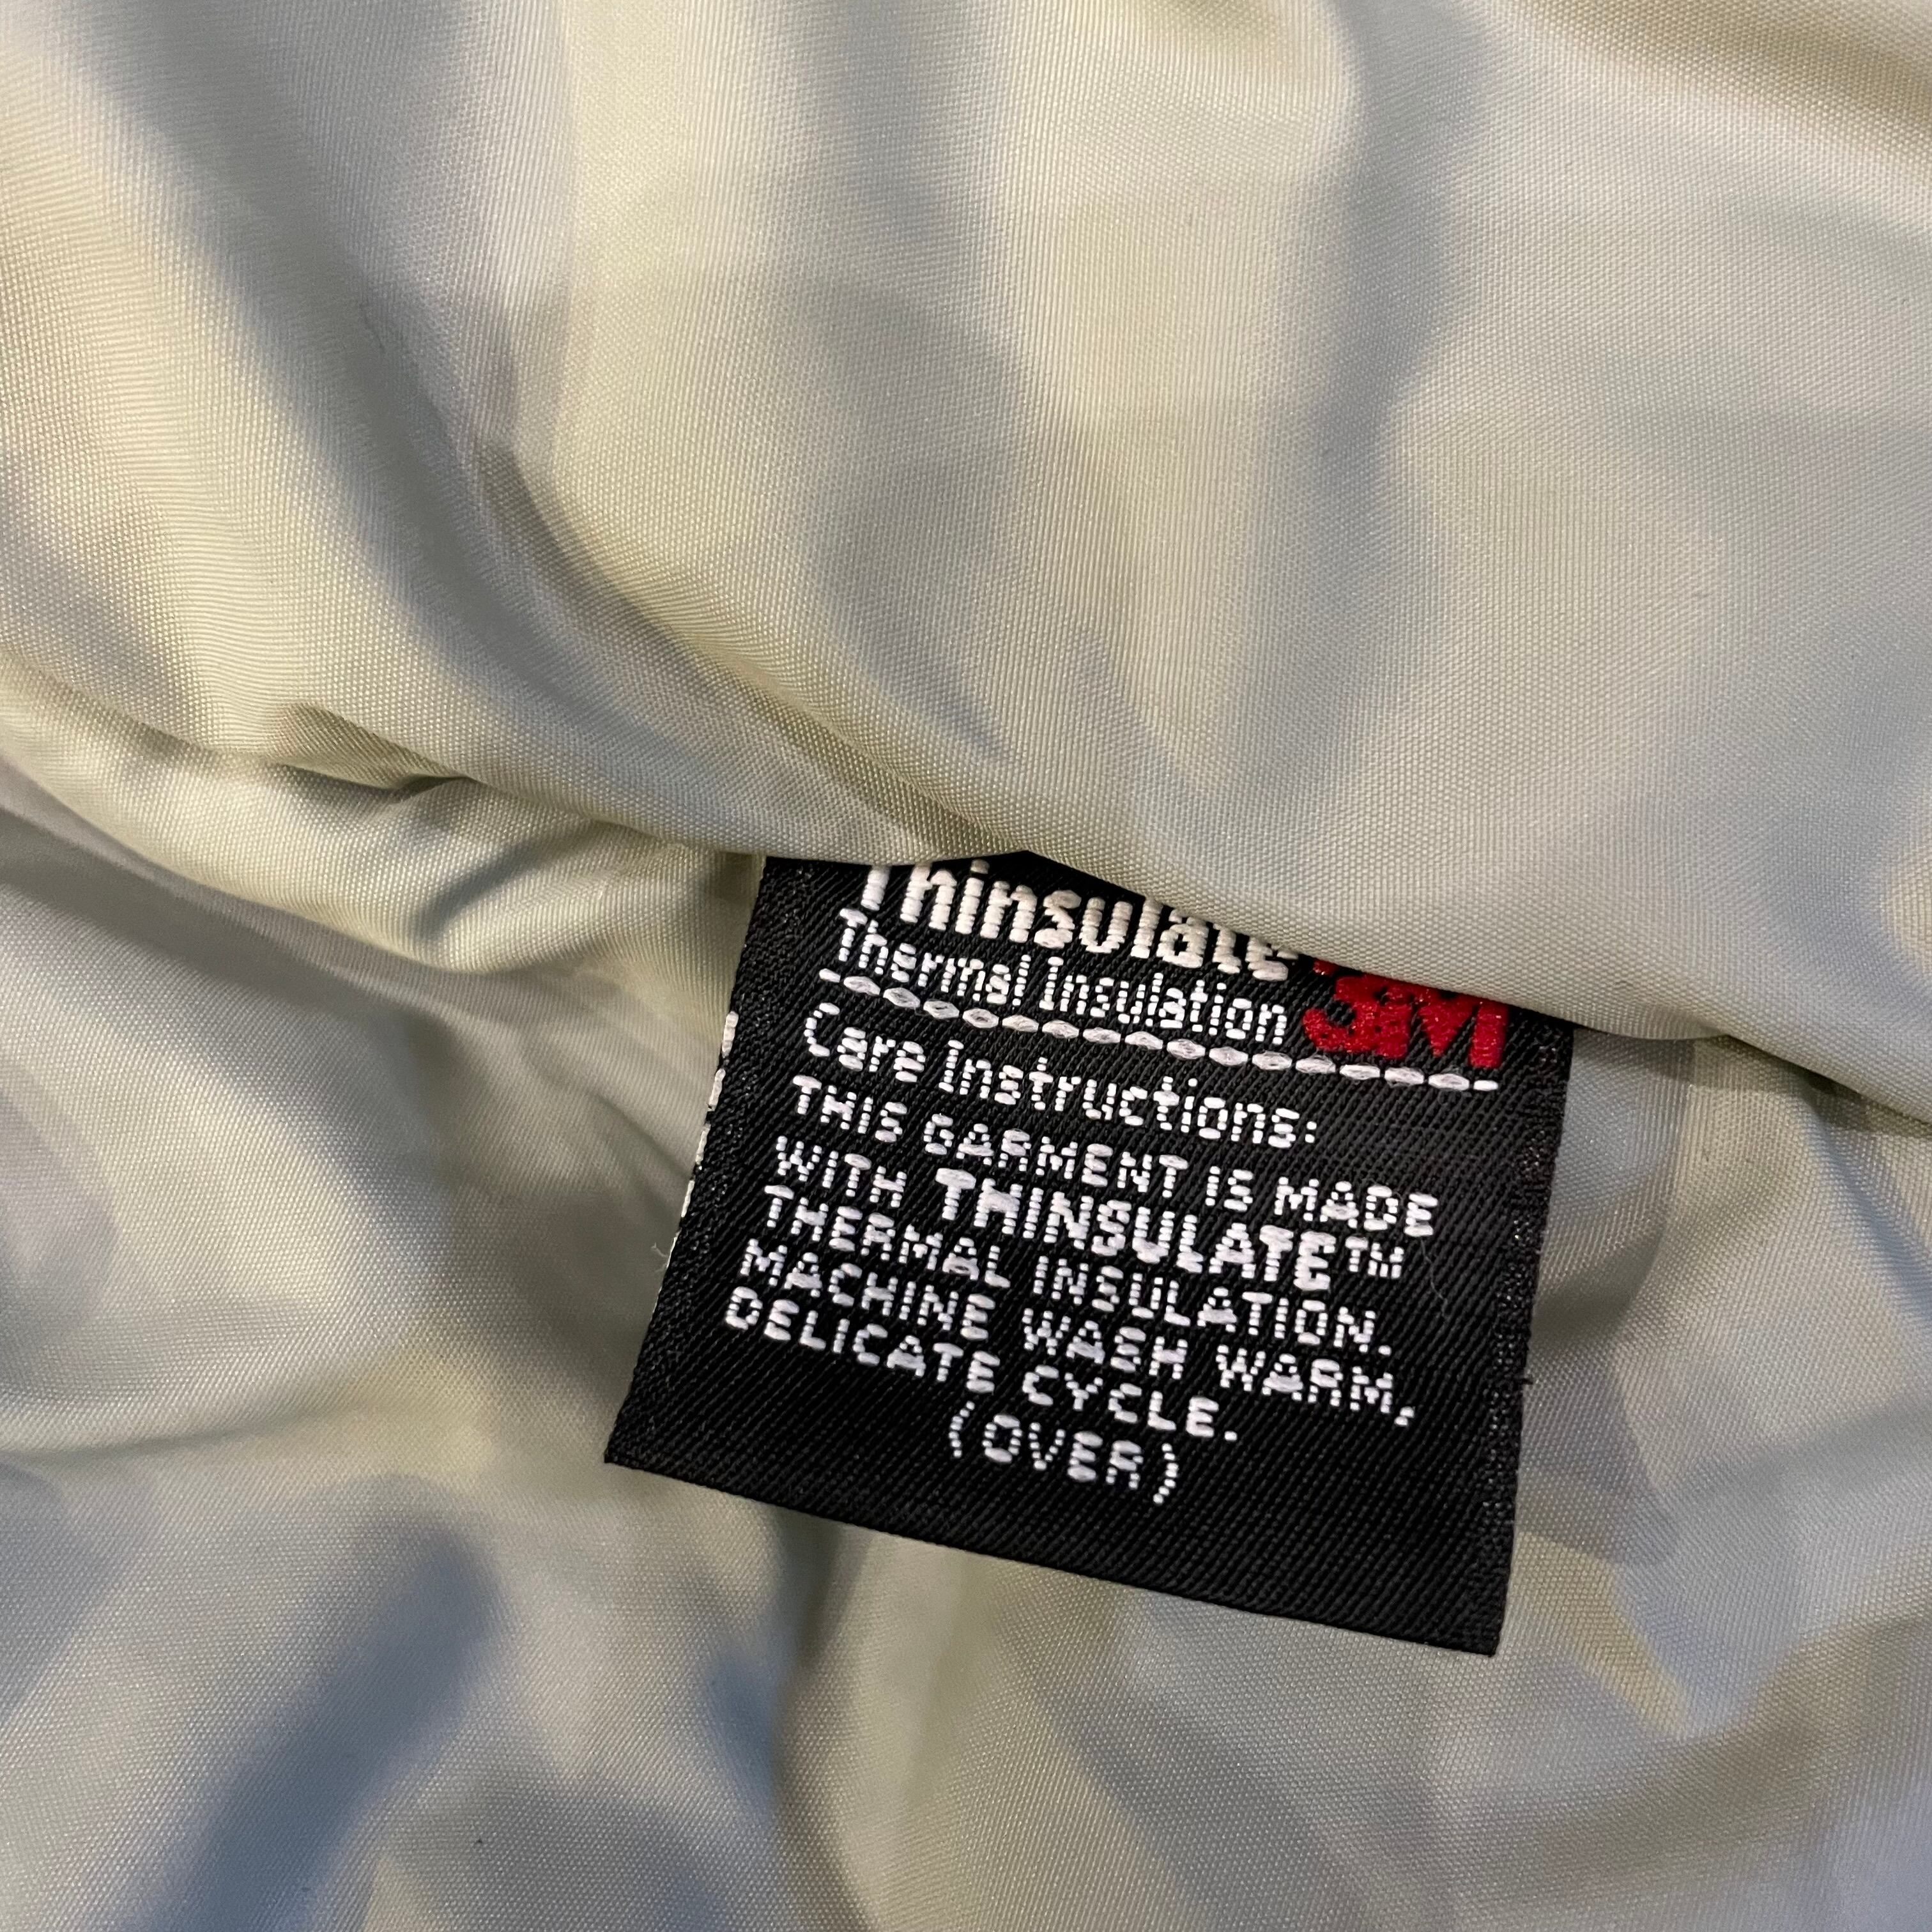 Thinsulate
Thermal Insulation 3M
Care Instructions:
THIS GARMENT IS MADE
WITH THINSULATE™
THERMAL INSULATION.
MACHINE WASH WARM,
DELICATE CYCLE.
(OVER)